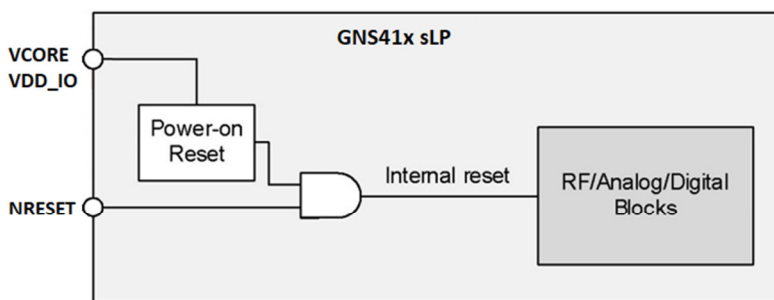 GNS41x sLP
VCORE
VDD_IO
Power-on
Reset
Internal reset
RF/Analog/Digital
Blocks
NRESET